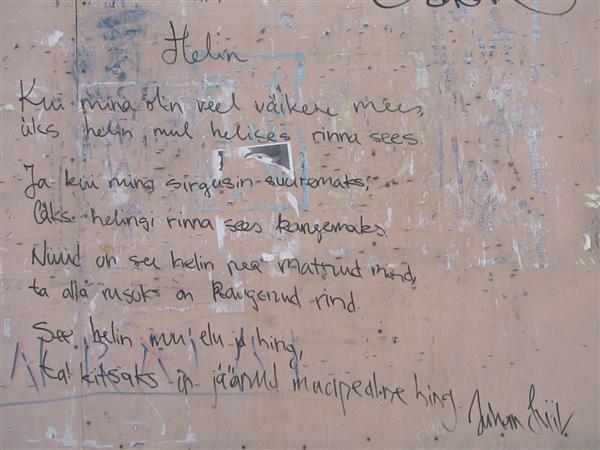 Helin
Kui mina olin veel väikene mees,
üks helin mul helises rinna sees.
Ja kui mina sirgusin suuremaks,
läks helingi rinna sees kangemaks.
Nüüd on see helin pea matnud mind,
ta alla rusuks on kangenud rind.
See helin mu elu ja hing,
tal kitsaks on jäänud maapealne ring.
Juhan Liiv